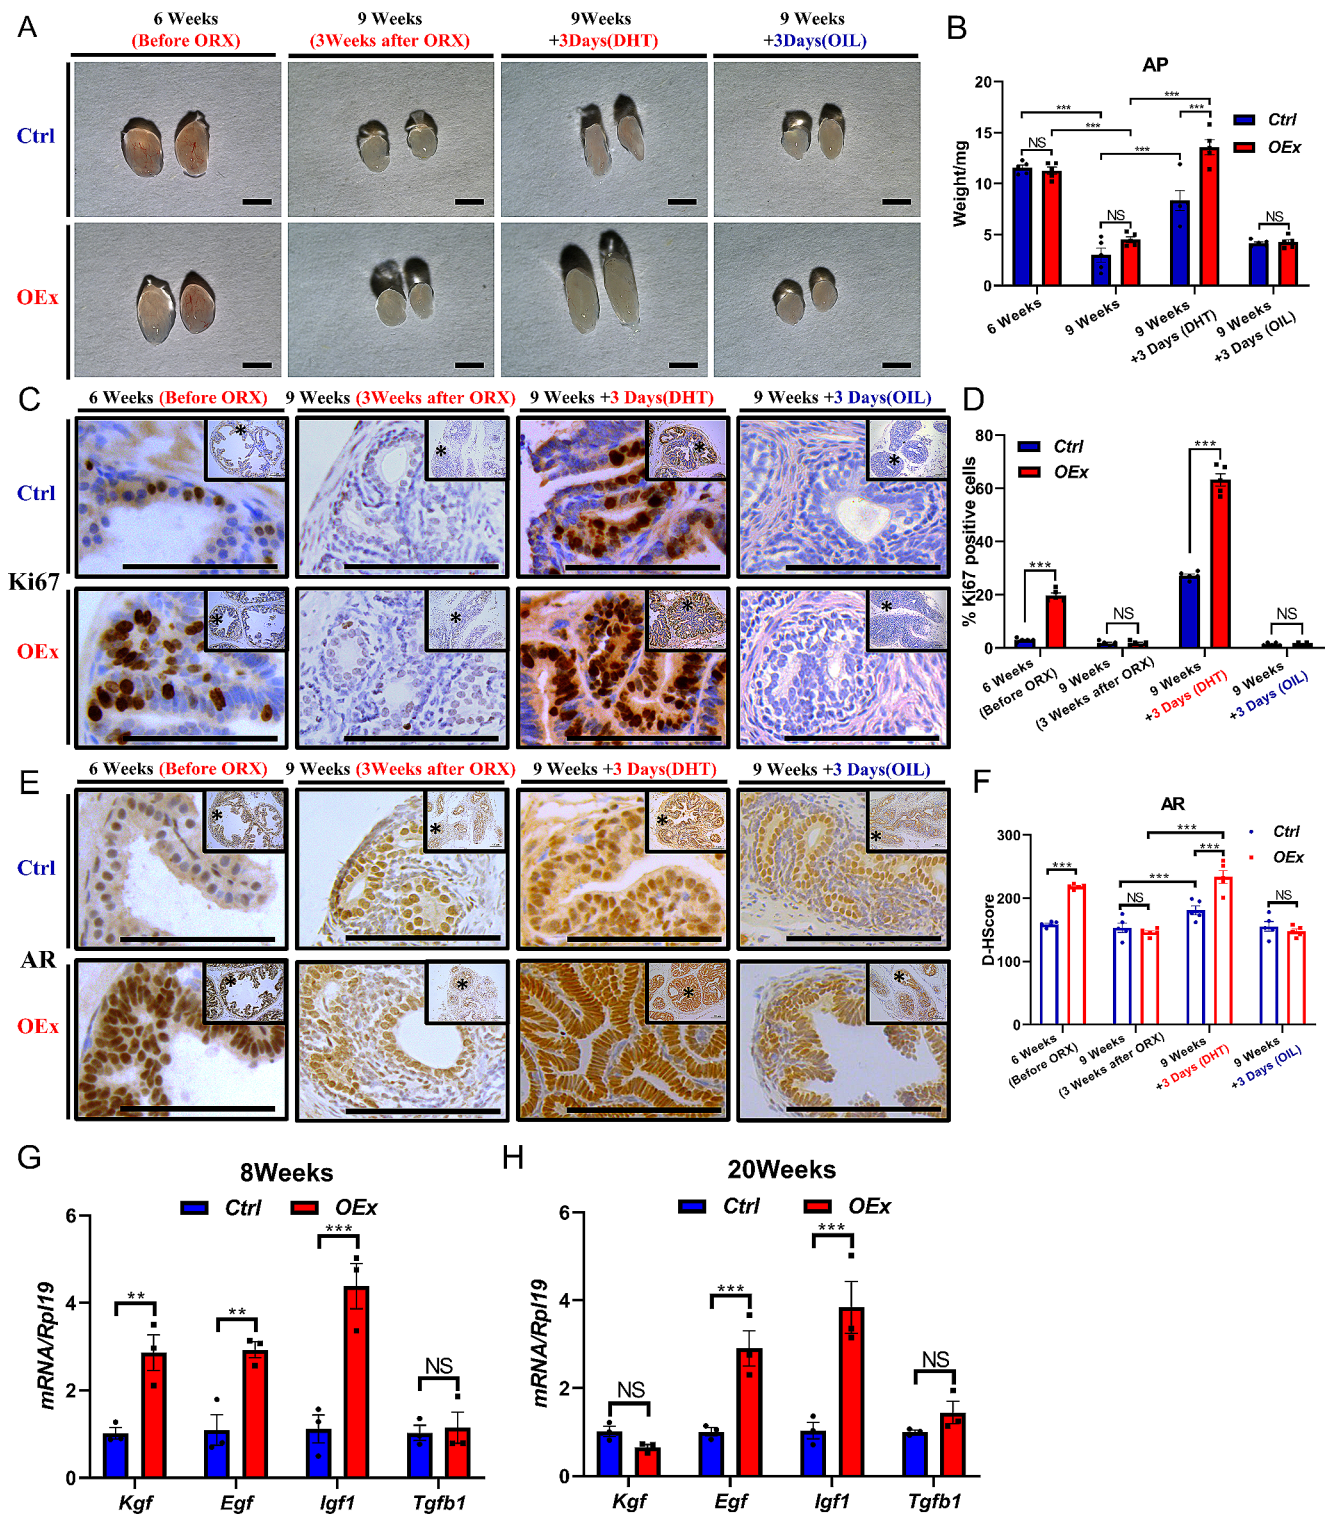 A
6 Weeks
(Before ORX)
9 Weeks
(3Weeks after ORX)
9Weeks
+3Days(DHT)
9 Weeks
+3Days(OIL)
Ctrl
OEx
B
AP
Weight/mg
20
15
10
5
0
NS
***
***
NS
***
***
***
NS
Ctrl
OEx
6 Weeks
9 Weeks
9 Weeks
+3 Days (DHT)
9 Weeks
+3 Days (OIL)
C
6 Weeks (Before ORX)
9 Weeks (3Weeks after ORX)
9 Weeks +3 Days(DHT)
9 Weeks +3 Days(OIL)
Ctrl
Ki67
OEx
*
*
*
*
*
*
*
*
D
% Ki67 positive cells
80
60
40
20
0
Ctrl
OEx
***
NS
***
NS
6 Weeks
(Before ORX)
9 Weeks
(3 Weeks after ORX)
9 Weeks
+3 Days (DHT)
9 Weeks
+3 Days (OIL)
E
6 Weeks (Before ORX)
9 Weeks (3Weeks after ORX)
9 Weeks +3 Days(DHT)
9 Weeks +3 Days(OIL)
Ctrl
AR
OEx
*
*
*
*
*
*
*
*
F
AR
D-HScore
300
200
100
0
Ctrl
OEx
***
NS
***
***
***
NS
6 Weeks
(Before ORX)
9 Weeks
(3 Weeks after ORX)
9 Weeks
+3 Days (DHT)
9 Weeks
+3 Days (OIL)
G
8Weeks
Ctrl
OEx
mRNA/Rpl19
6
4
2
0
**
**
***
NS
Kgf
Egf
Igf1
Tgfb1
H
20Weeks
Ctrl
OEx
mRNA/Rpl19
6
4
2
0
NS
***
***
NS
Kgf
Egf
Igf1
Tgfb1